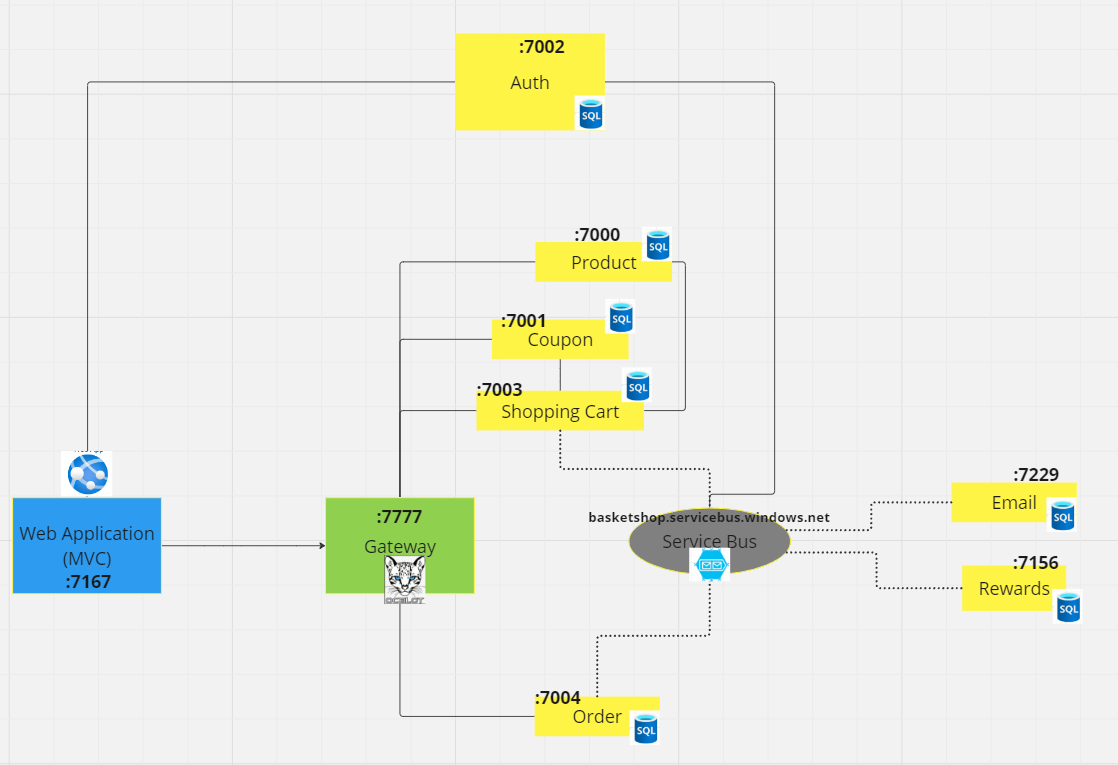 :7002
Auth
SQL
:7000
SQL
Product
SQL
:7001
Coupon
SQL
:7003
Shopping Cart
:7229
Email
SQL
:7777
Gateway
OCELOT
Web Application
(MVC)
:7167
basketshop.servicebus.windows.net
Service Bus
:7156
Rewards
SQL
:7004
Order
SQL